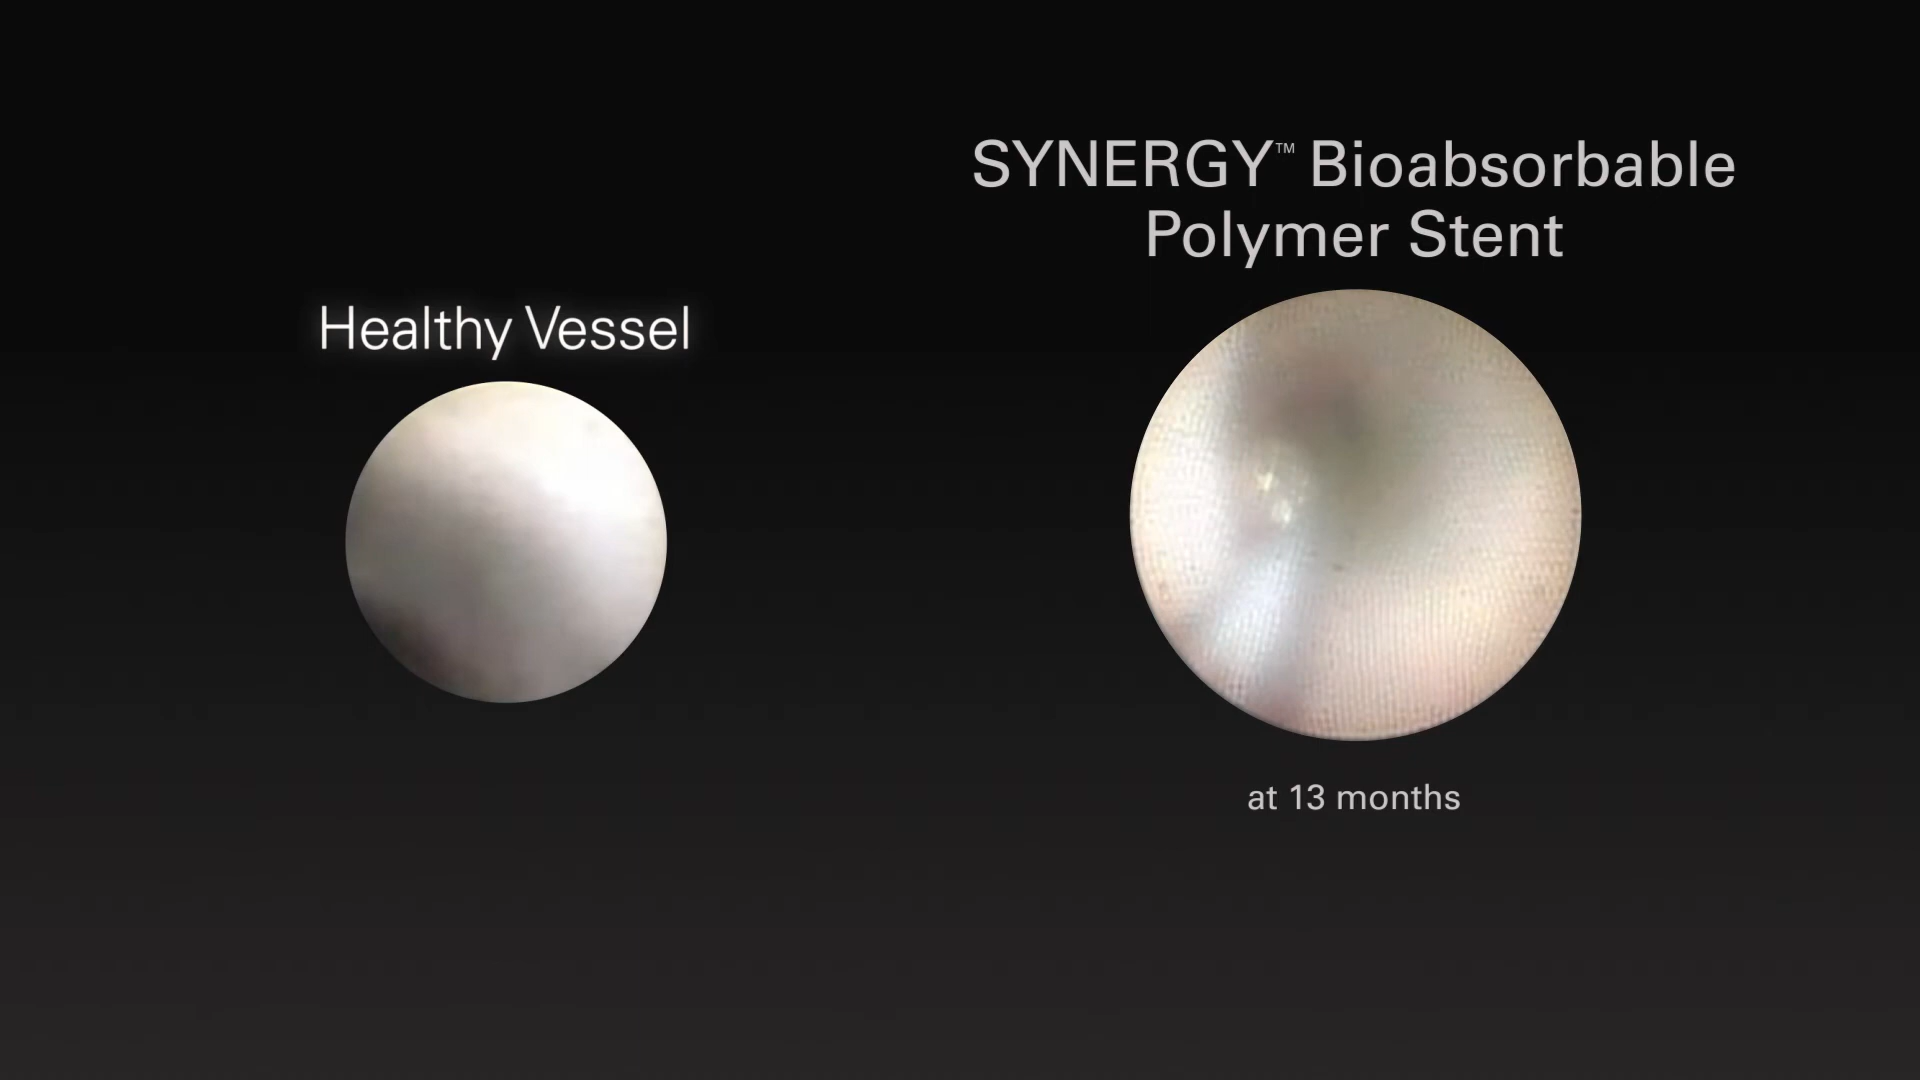 Healthy Vessel
SYNERGY™ Bioabsorbable
Polymer Stent
at 13 months